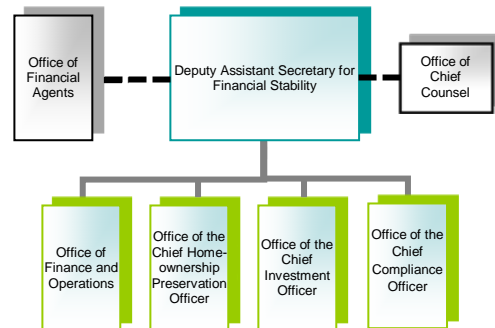 Office of
Financial
Agents
Deputy Assistant Secretary for
Financial Stability
Office of
Chief
Counsel
Office of
Finance and
Operations
Office of the
Chief Home-
ownership
Preservation
Officer
Office of the
Chief
Investment
Officer
Office of the
Chief
Compliance
Officer